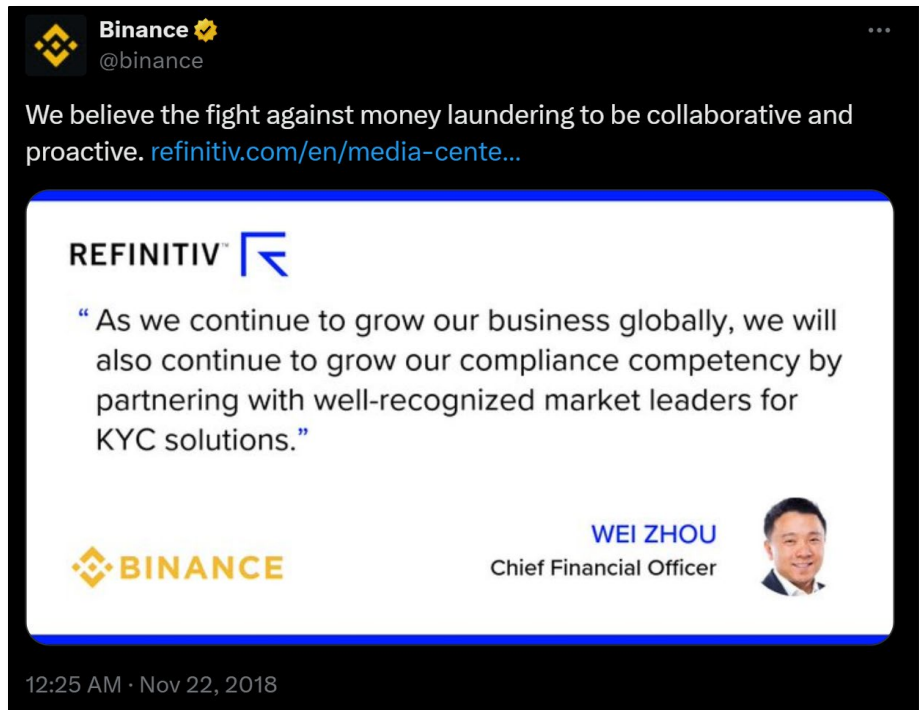 Binance
@binance
We believe the fight against money laundering to be collaborative and
proactive. refinitiv.com/en/media-cente...
REFINITIV™
“As we continue to grow our business globally, we will
also continue to grow our compliance competency by
partnering with well-recognized market leaders for
KYC solutions.”
WEI ZHOU
Chief Financial Officer
BINANCE
12:25 AM · Nov 22, 2018